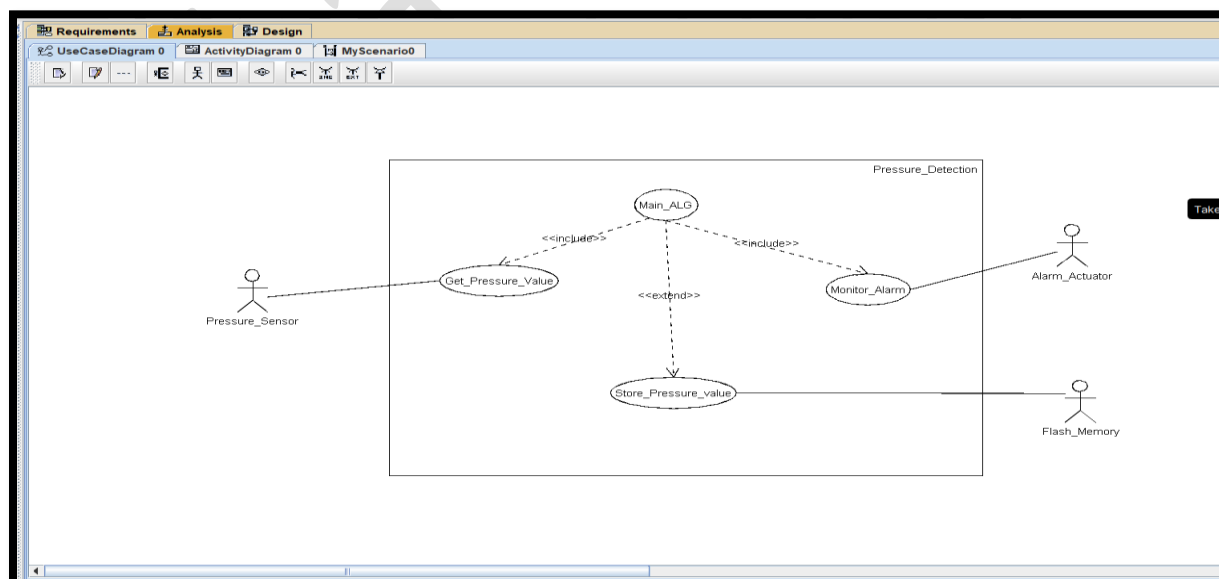 Requirements Analysis Design
UseCaseDiagram 0 ActivityDiagram 0 MyScenario0
Pressure_Detection
Main_ALG
Take
<<include>> <<include>>
Alarm_Actuator
Get_Pressure_Value
Monitor_Alarm
<<extend>>
Pressure_Sensor
Store_Pressure_value
Flash_Memory